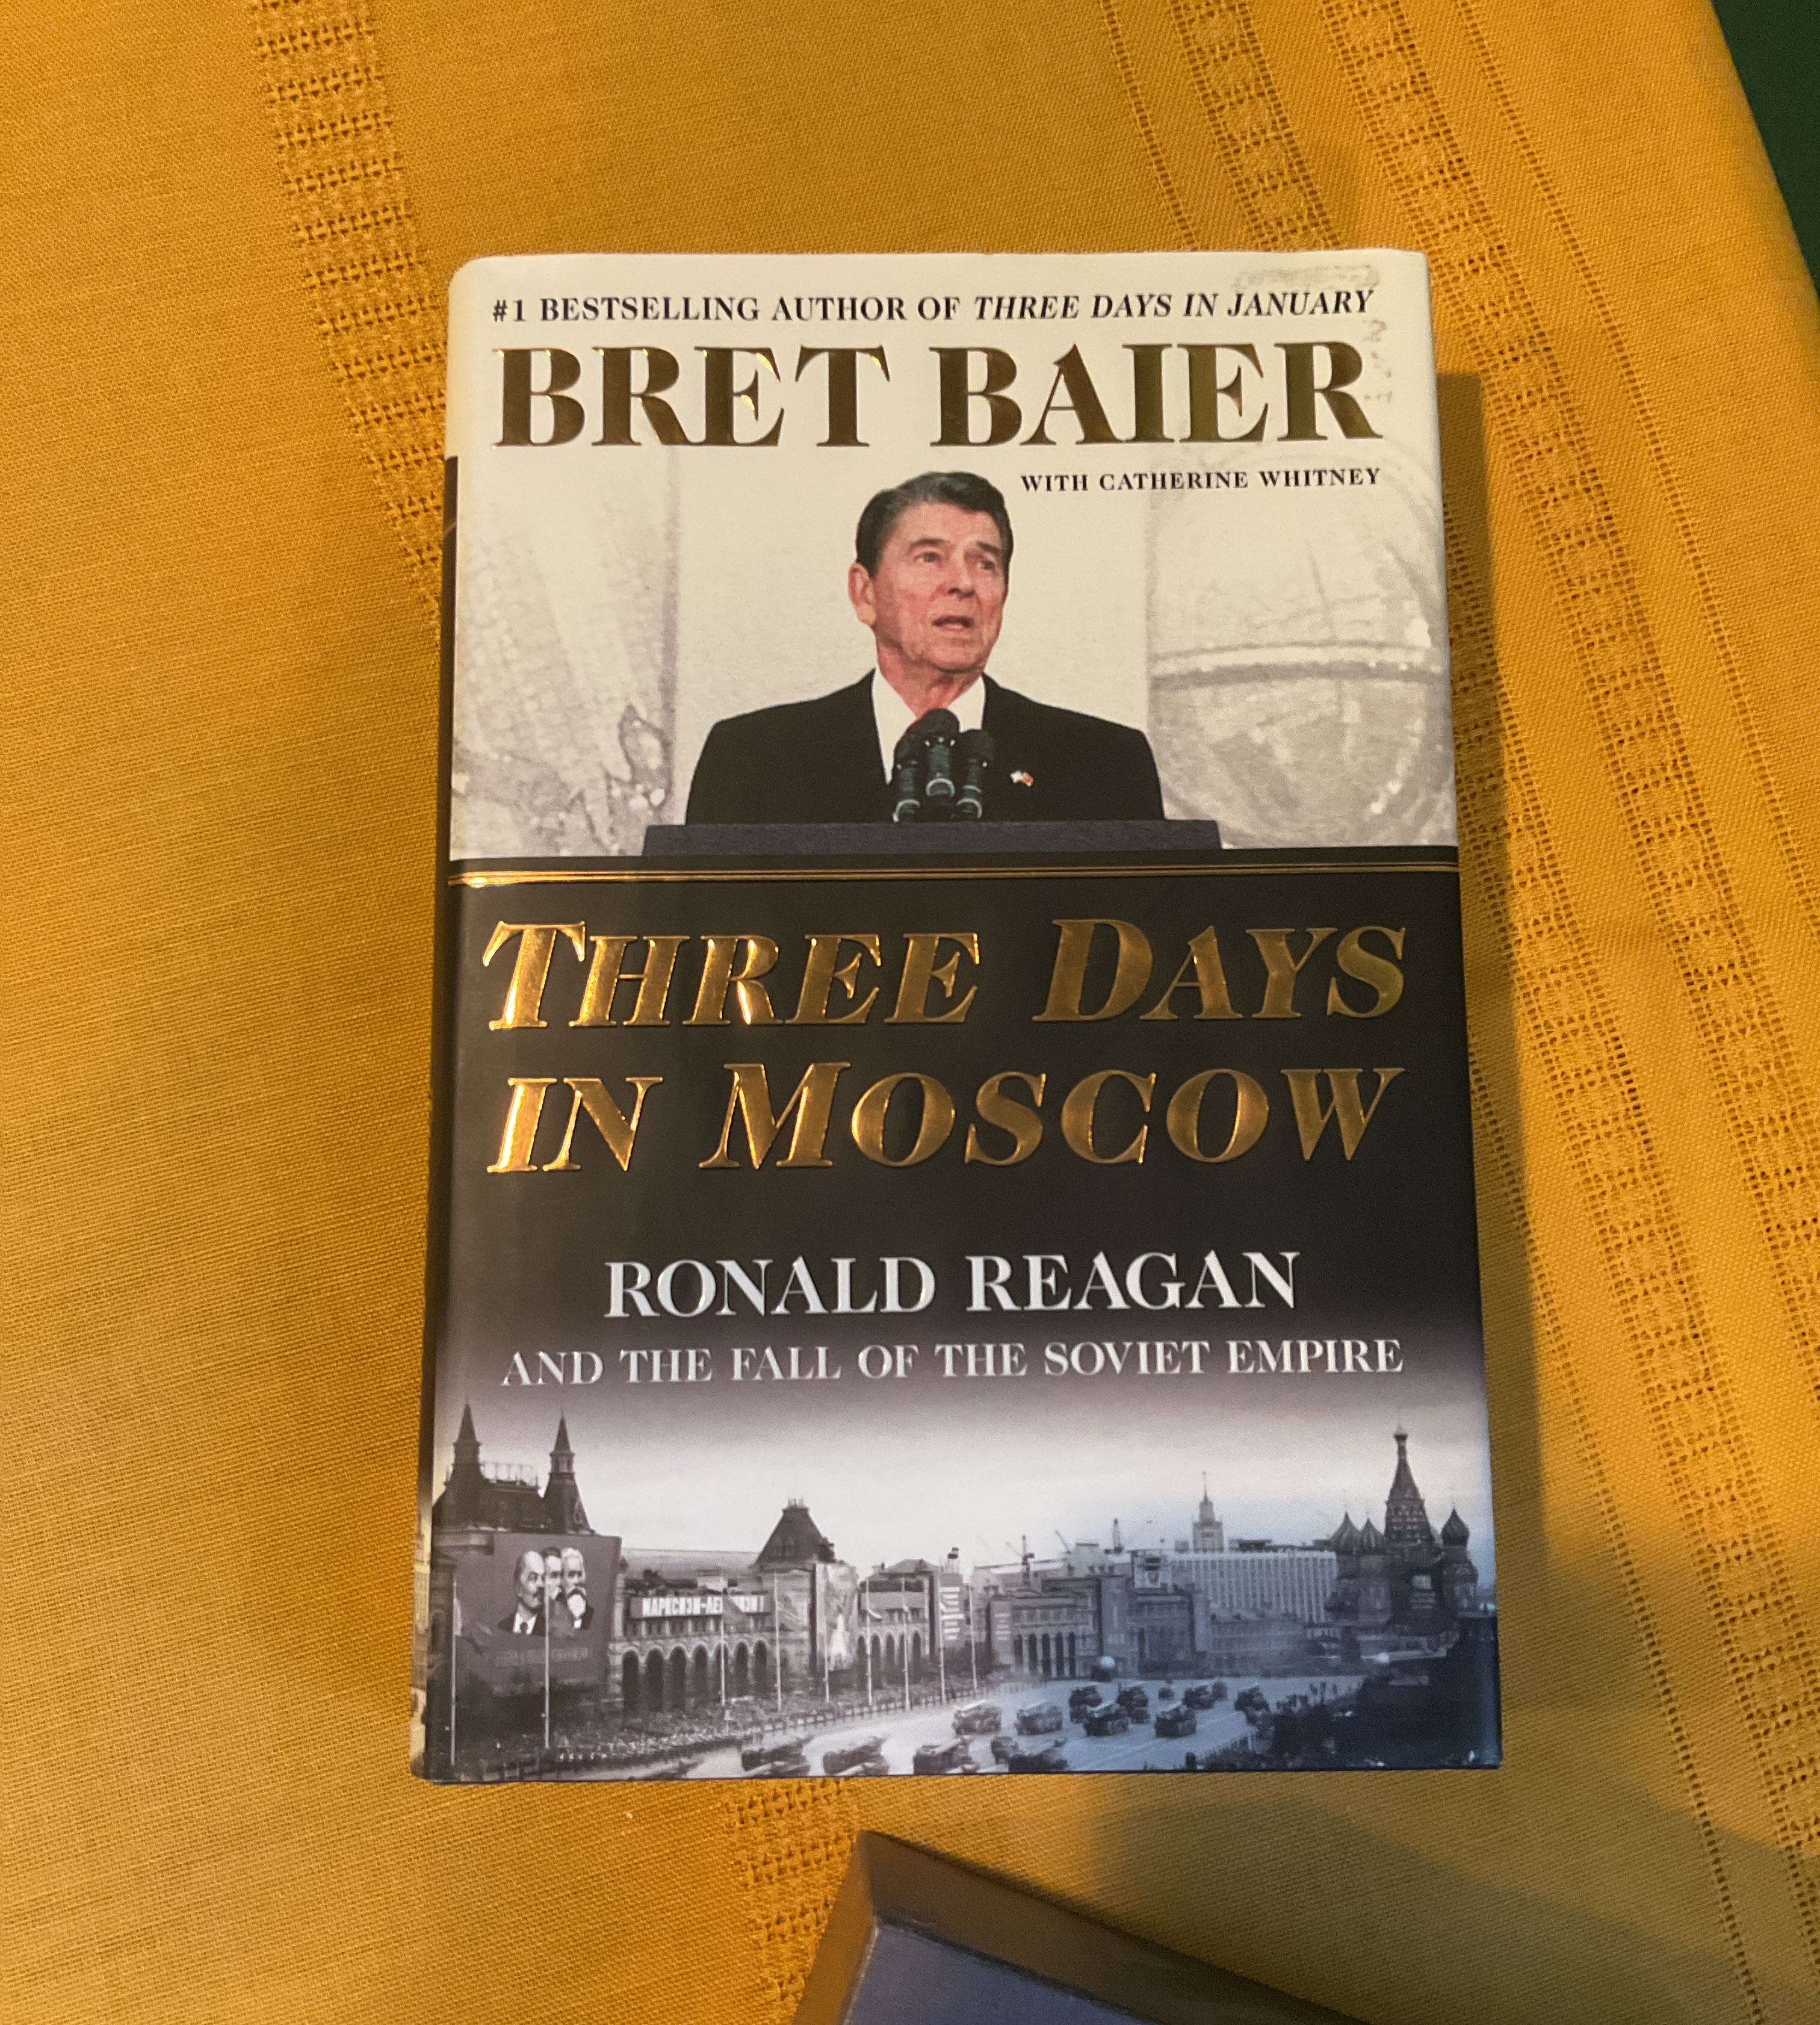 #1 BESTSELLING AUTHOR OF THREE DAYS IN JANUARY
BRET BAIER
WITH CATHERINE WHITNEY
THREE DAYS
IN MOSCOW
RONALD REAGAN
AND THE FALL OF THE SOVIET EMPIRE